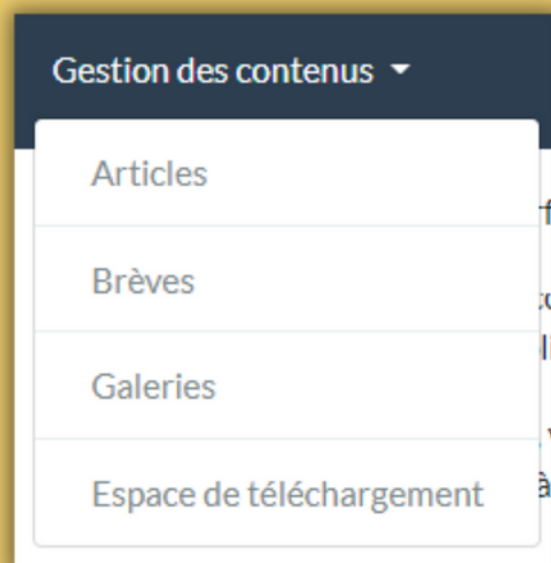 Gestion des contenus
Articles
Brèves
Galeries
Espace de téléchargement
à